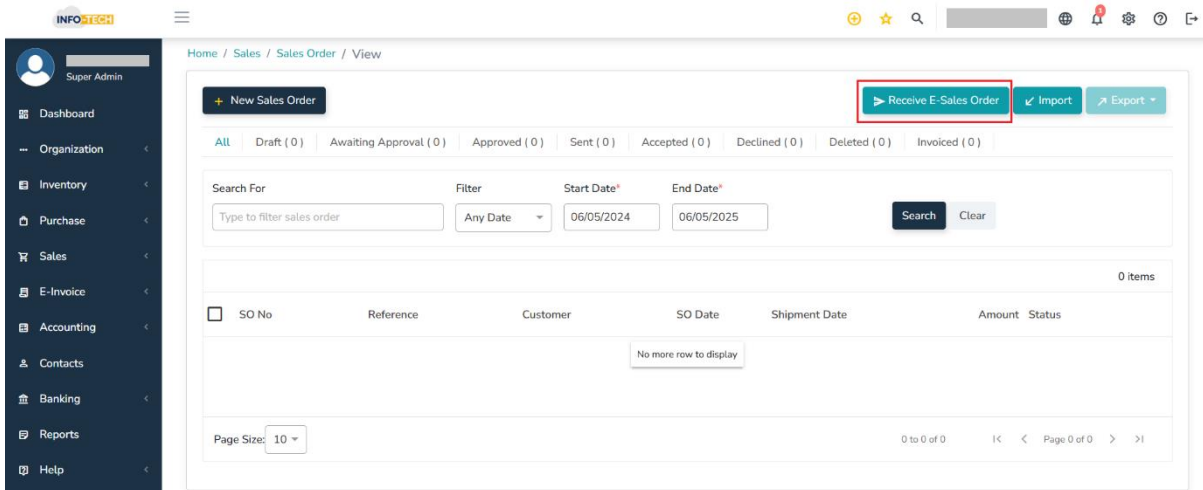 INFO-TECH
1
Super Admin
Dashboard
Organization
Inventory
Purchase
Sales
E-Invoice
Accounting
Contacts
Banking
Reports
Help
Home / Sales / Sales Order / View
+ New Sales Order
Receive E-Sales Order
Import
Export
All Draft ( 0 ) Awaiting Approval ( 0 ) Approved ( 0 ) Sent ( 0 ) Accepted ( 0 ) Declined ( 0 ) Deleted ( 0 ) Invoiced ( 0 )
Search For Filter Start Date* End Date*
Type to filter sales order Any Date 06/05/2024 06/05/2025 Search Clear
0 items
SO No Reference Customer SO Date Shipment Date Amount Status
No more row to display
Page Size: 10 0 to 0 of 0 Page 0 of 0